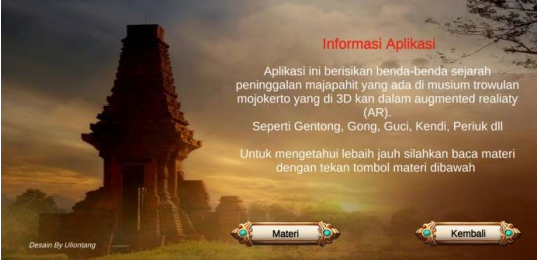 Informasi Aplikasi
Aplikasi ini berisikan benda-benda sejarah
peninggalan majapahit yang ada di musium trowulan
mojokerto yang di 3D kan dalam augmented realiaty
(AR).
Seperti Gentong, Gong, Guci, Kendi, Periuk dll
Untuk mengetahui lebaih jauh silahkan baca materi
dengan tekan tombol materi dibawah
Materi
Kembali
Desain By Uliontang